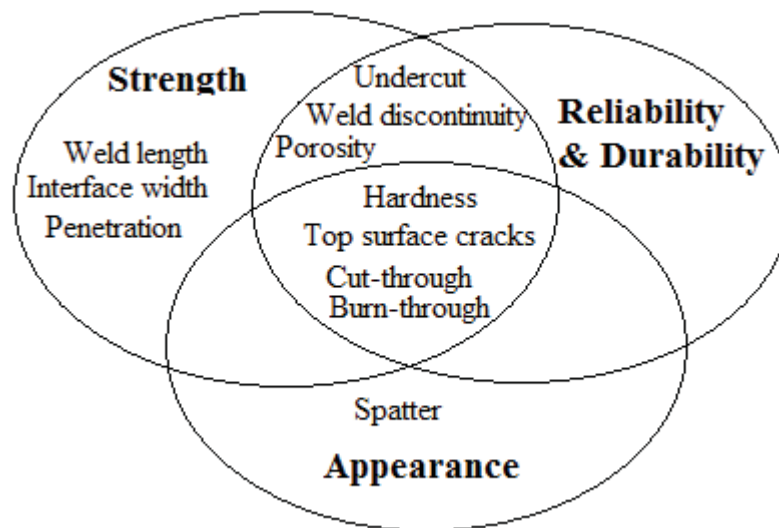 Strength
Weld length
Interface width
Penetration
Undercut
Weld discontinuity
Porosity
Reliability
& Durability
Hardness
Top surface cracks
Cut-through
Burn-through
Spatter
Appearance